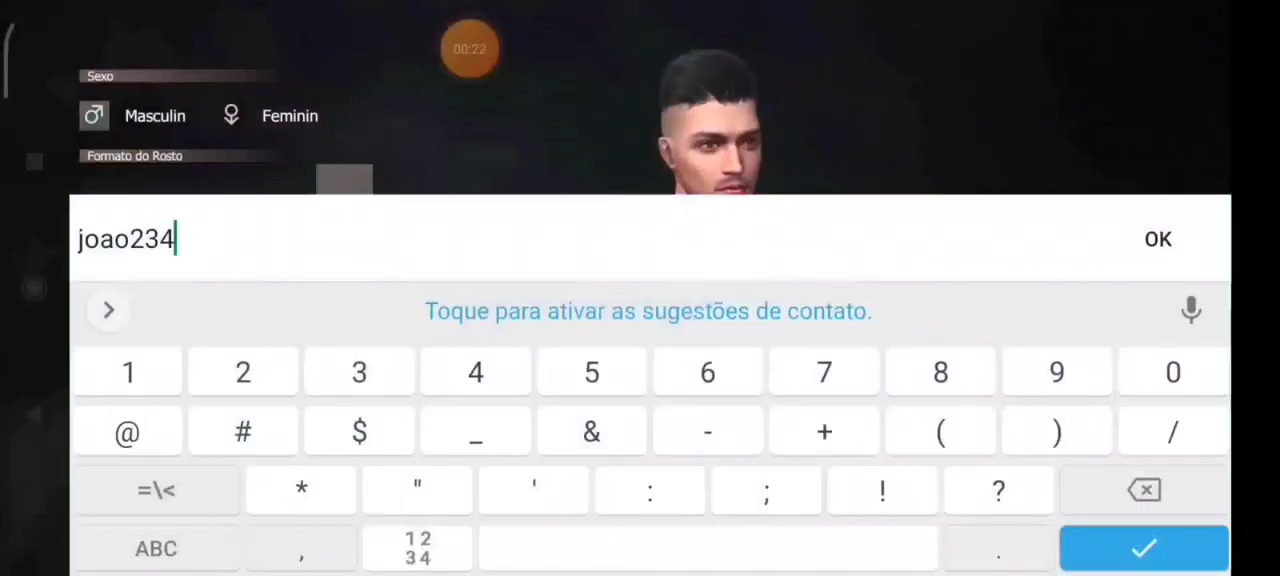 00:22
Sexo
Masculin Feminin
Formato do Rosto
joao234 OK
Toque para ativar as sugestões de contato.
1 2 3 4 5 6 7 8 9 0
@ # $ _ & - + ( ) /
=\< * " ' : ; ! ?
ABC , 1 2 3 4 .